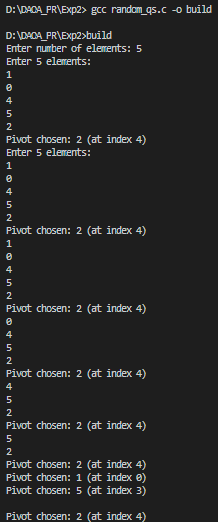 D:\DAOA_PR\Exp2> gcc random_qs.c -o build
D:\DAOA_PR\Exp2>build
Enter number of elements: 5
Enter 5 elements:
1
0
4
5
2
Pivot chosen: 2 (at index 4)
Enter 5 elements:
1
0
4
5
2
Pivot chosen: 2 (at index 4)
1
0
4
5
2
Pivot chosen: 2 (at index 4)
0
4
5
2
Pivot chosen: 2 (at index 4)
4
5
2
Pivot chosen: 2 (at index 4)
5
2
Pivot chosen: 2 (at index 4)
Pivot chosen: 1 (at index 0)
Pivot chosen: 5 (at index 3)
Pivot chosen: 2 (at index 4)